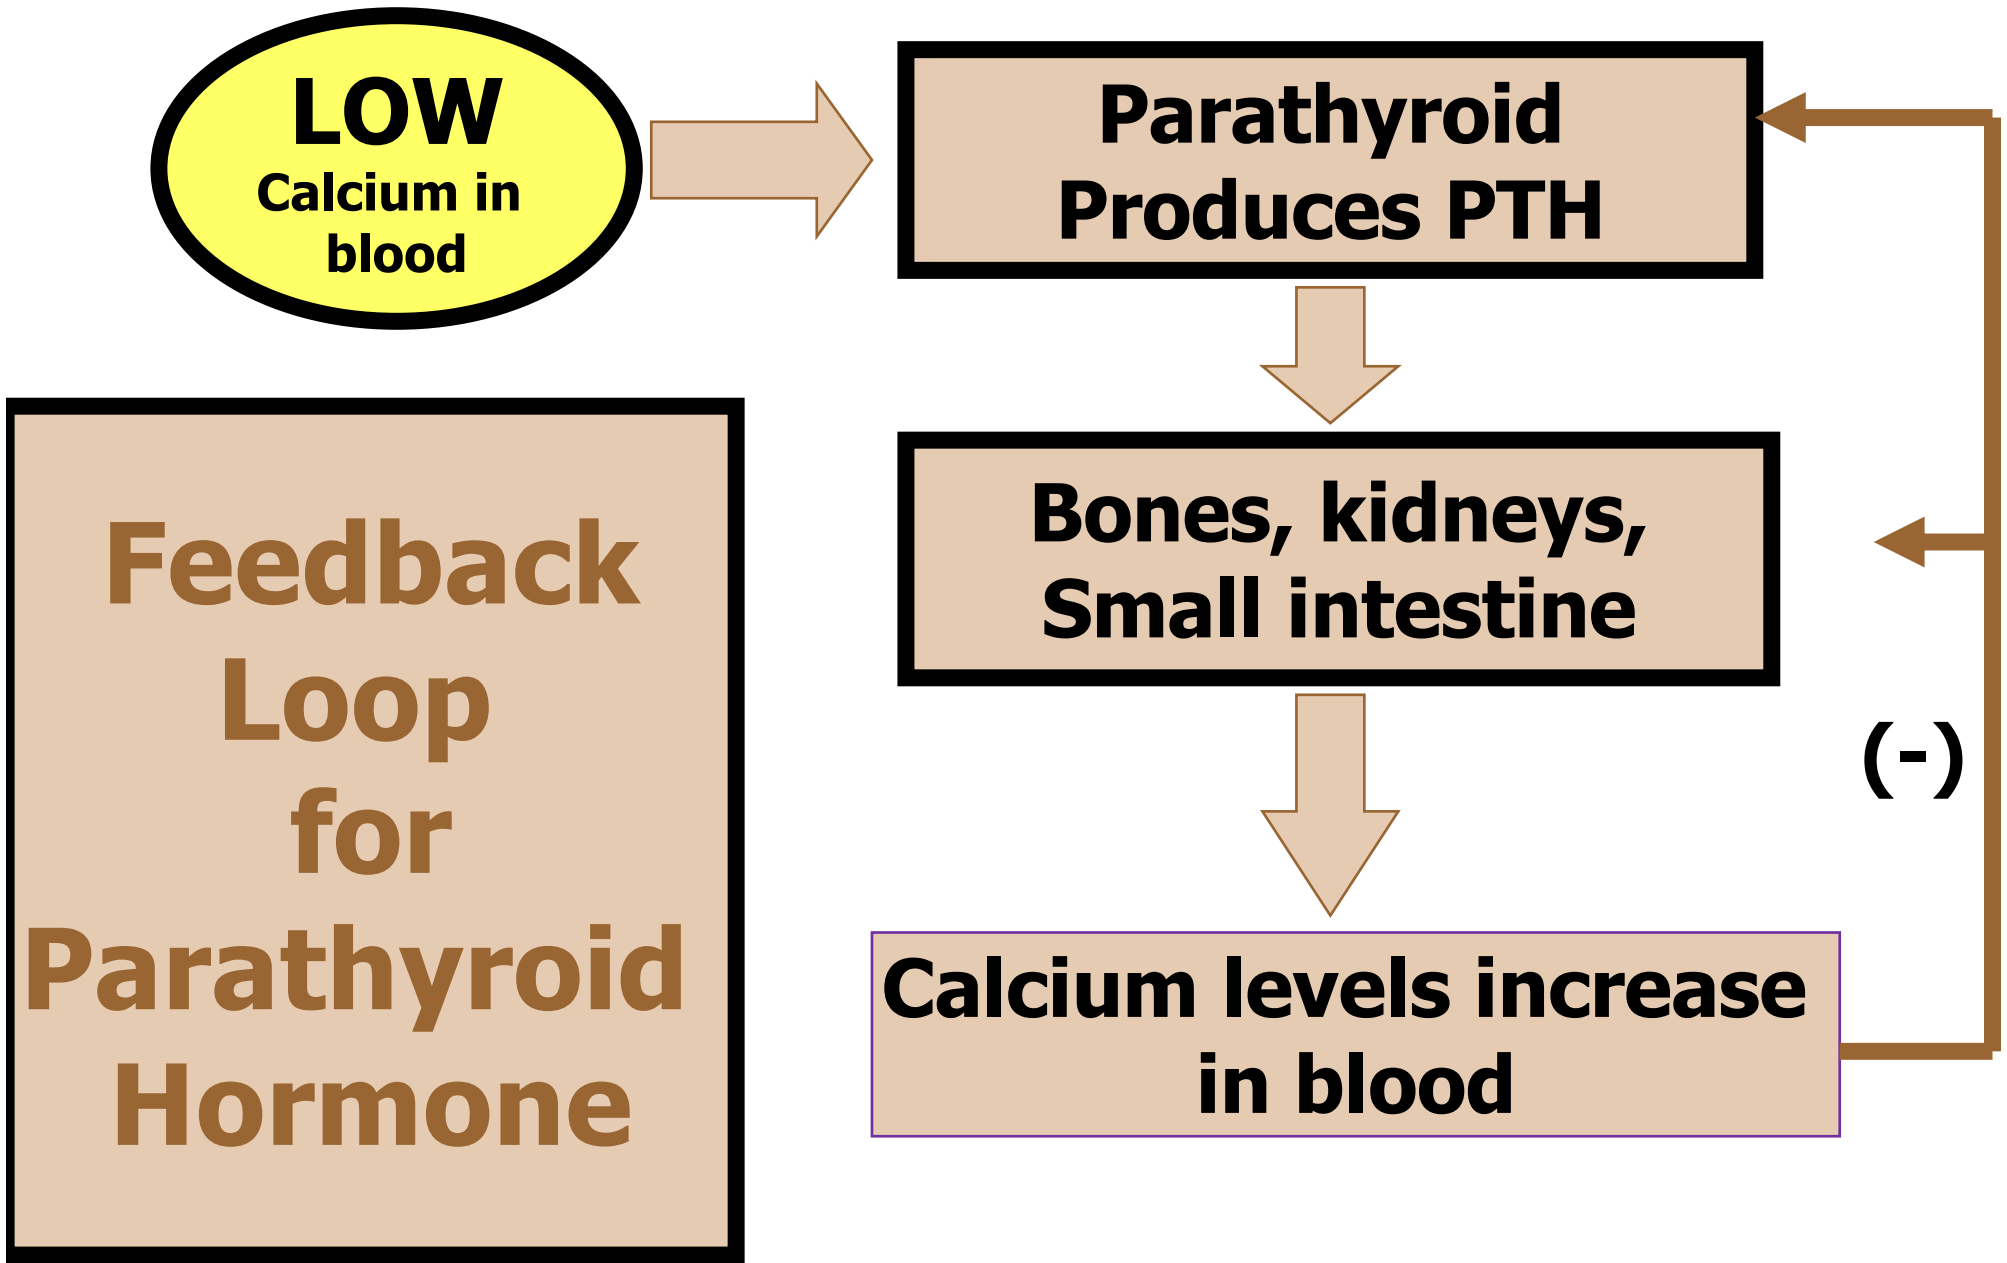 LOW
Calcium in
blood
Parathyroid
Produces PTH
Bones, kidneys,
Small intestine
(-)
Calcium levels increase
in blood
Feedback
Loop
for
Parathyroid
Hormone